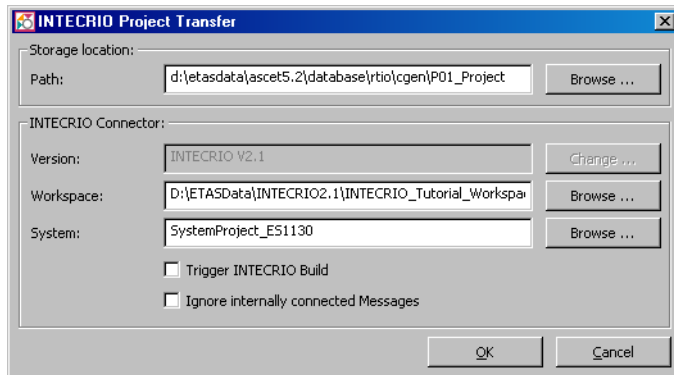 INTECRIO Project Transfer
Storage location:
Path: d:\etasdata\ascet5.2\database\rtio\cgen\P01_Project Browse ...
INTECRIO Connector:
Version: INTECRIO V2.1 Change ...
Workspace: D:\ETASData\INTECRIO2.1\INTECRIO_Tutorial_Workspa Browse ...
System: SystemProject_ES1130 Browse ...
Trigger INTECRIO Build
Ignore internally connected Messages
OK Cancel